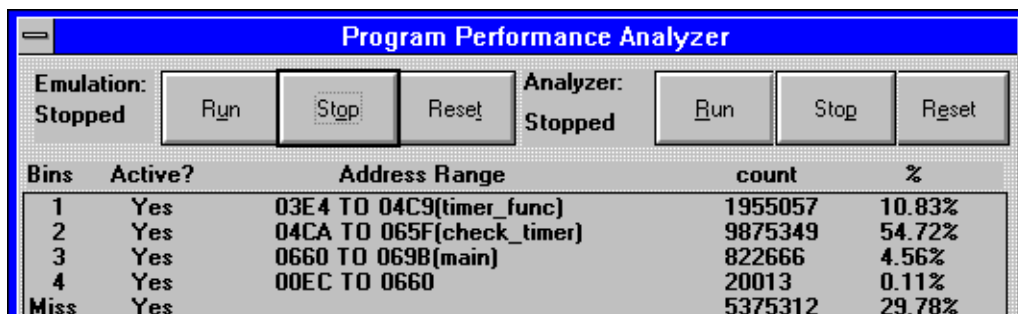 Program Performance Analyzer
Emulation: Stopped Run Stop Reset Analyzer: Stopped Run Stop Reset
Bins Active? Address Range count %
1 Yes 03E4 TO 04C9(timer_func) 1955057 10.83%
2 Yes 04CA TO 065F(check_timer) 9875349 54.72%
3 Yes 0660 TO 069B(main) 822666 4.56%
4 Yes 00EC TO 0660 20013 0.11%
Miss Yes 5375312 29.78%